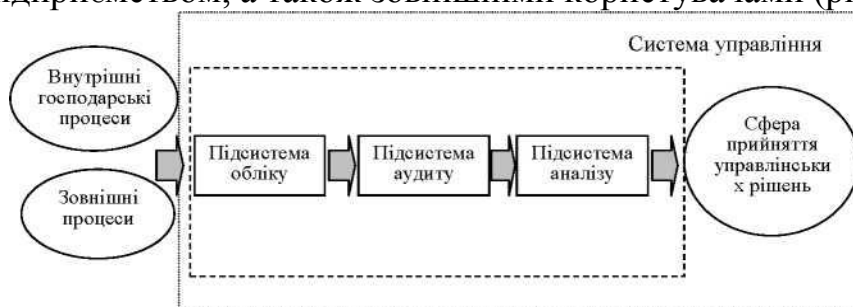 підприємством, а також зовнішніми користувачами
Система управління
Внутрішні
господарські
процеси
Зовнішні
процеси
Підсистема
обліку
Підсистема
аудиту
Підсистема
аналізу
Сфера
прийняття
управлінськи
х рішень